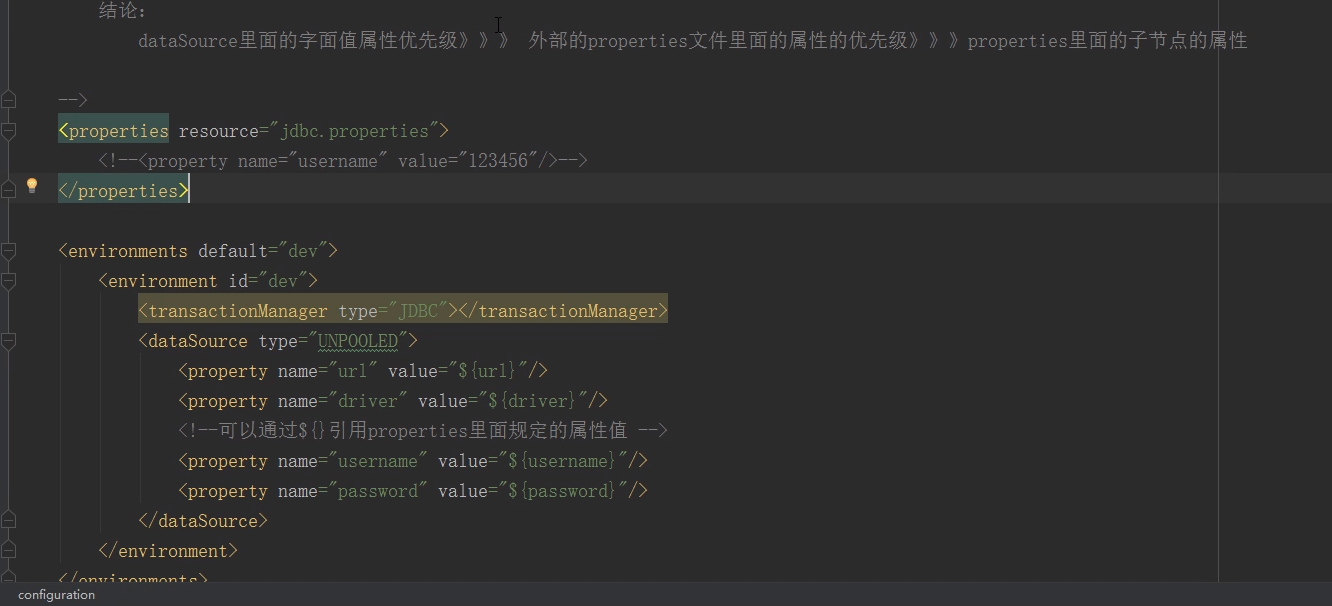 结论:
dataSource里面的字面值属性优先级》》》 外部的properties文件里面的属性的优先级》》》properties里面的子节点的属性
-->
<properties resource="jdbc.properties">
<!--<property name="username" value="123456"/>-->
</properties>
<environments default="dev">
<environment id="dev">
<transactionManager type="JDBC"></transactionManager>
<dataSource type="UNPOOLED">
<property name="url" value="${url}"/>
<property name="driver" value="${driver}"/>
<!--可以通过${}引用properties里面规定的属性值 -->
<property name="username" value="${username}"/>
<property name="password" value="${password}"/>
</dataSource>
</environment>
</environments>
configuration